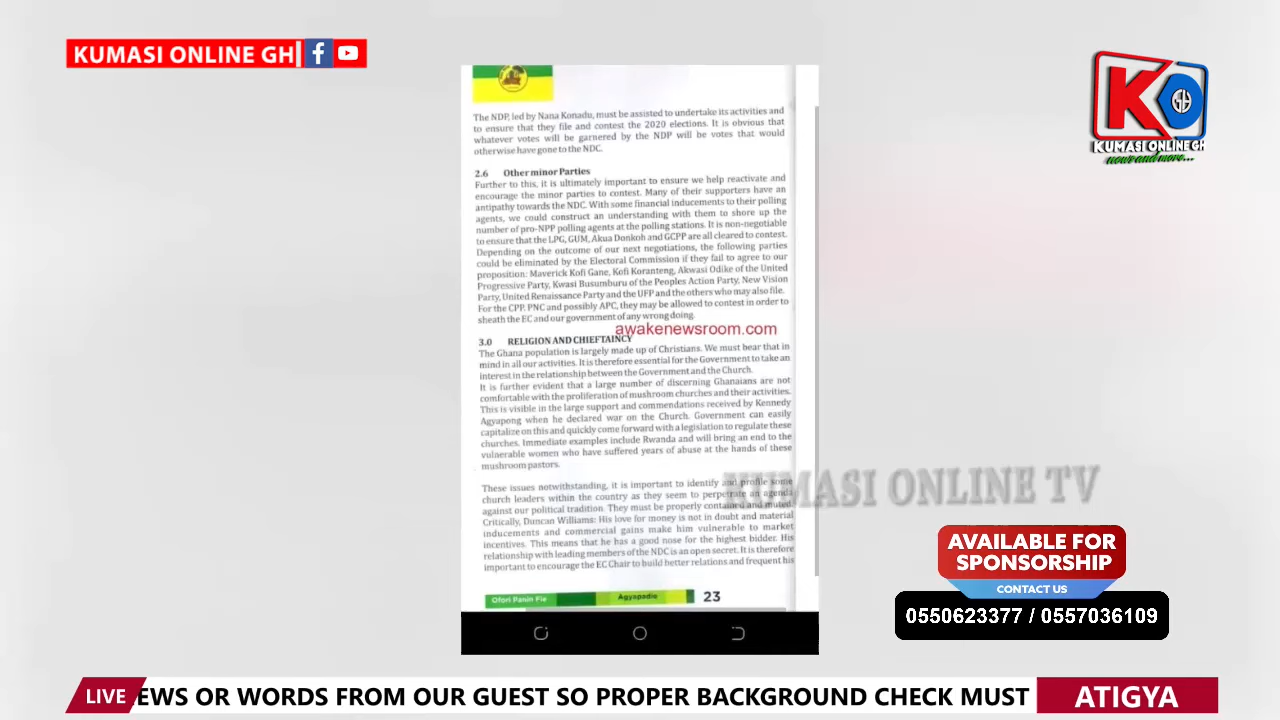 KUMASI ONLINE GH
The NDP, led by Nana Konadu, must be assisted to undertake its activities and
to ensure that they file and contest the 2020 elections. It is obvious that
whatever votes will be garnered by the NDP will be votes that would
otherwise have gone to the NDC.
2.6 Other minor Parties
Further to this, it is ultimately important to ensure we help reactivate and
encourage the minor parties to contest. Many of their supporters have an
antipathy towards the NDC. With some financial inducements to their polling
agents, we could construct an understanding with them to shore up the
number of pro-NPP polling agents at the polling stations. It is non-negotiable
to ensure that the LPG, GUM, Akua Donkoh and GCPP are all cleared to contest.
Depending on the outcome of our next negotiations, the following parties
could be eliminated by the Electoral Commission if they fail to agree to our
proposition: Maverick Kofi Gane, Kofi Koranteng, Akwasi Odike of the United
Progressive Party, Kwasi Busumburu of the Peoples Action Party, New Vision
Party, United Renaissance Party and the UFP and the others who may also file.
For the CPP, PNC and possibly APC, they may be allowed to contest in order to
sheath the EC and our government of any wrong doing.
awakenewsroom.com
3.0 RELIGION AND CHIEFTAINCY
The Ghana population is largely made up of Christians. We must bear that in
mind in all our activities. It is therefore essential for the Government to take an
interest in the relationship between the Government and the Church.
It is further evident that a large number of discerning Ghanaians are not
comfortable with the proliferation of mushroom churches and their activities.
This is visible in the large support and commendations received by Kennedy
Agyapong when he declared war on the Church. Government can easily
capitalize on this and quickly come forward with a legislation to regulate these
churches. Immediate examples include Rwanda and will bring an end to the
vulnerable women who have suffered years of abuse at the hands of these
mushroom pastors.
These issues notwithstanding, it is important to identify and profile some
church leaders within the country as they seem to perpetrate an agenda
against our political tradition. They must be properly contained and muted.
Critically, Duncan Williams: His love for money is not in doubt and material
inducements and commercial gains make him vulnerable to market
incentives. This means that he has a good nose for the highest bidder. His
relationship with leading members of the NDC is an open secret. It is therefore
important to encourage the EC Chair to build better relations and frequent his
Ofori Panin Fie Agyapadie 23
KO
GH
KUMASI ONLINE GH
news and more...
KUMASI ONLINE TV
AVAILABLE FOR
SPONSORSHIP
CONTACT US
0550623377 / 0557036109
LIVE EWS OR WORDS FROM OUR GUEST SO PROPER BACKGROUND CHECK MUST ATIGYA